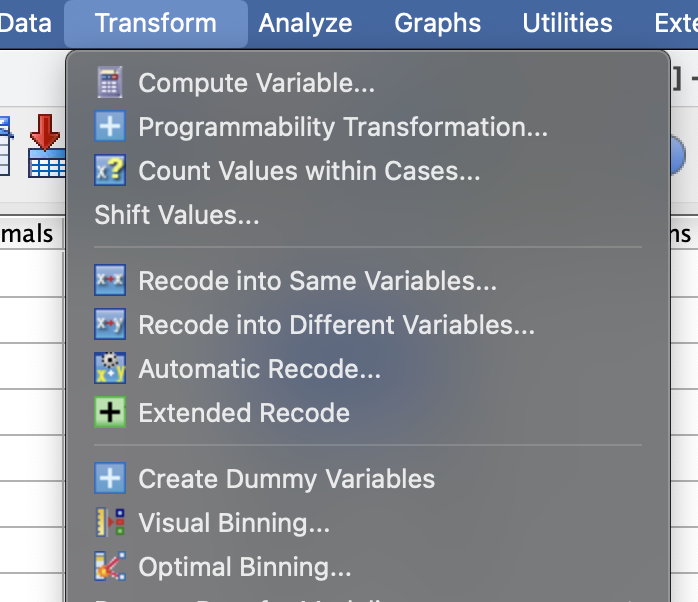 Data Transform Analyze Graphs Utilities Exte
] -
Compute Variable...
Programmability Transformation...
Count Values within Cases...
Shift Values...
mals
ns
Recode into Same Variables...
Recode into Different Variables...
Automatic Recode...
Extended Recode
Create Dummy Variables
Visual Binning...
Optimal Binning...